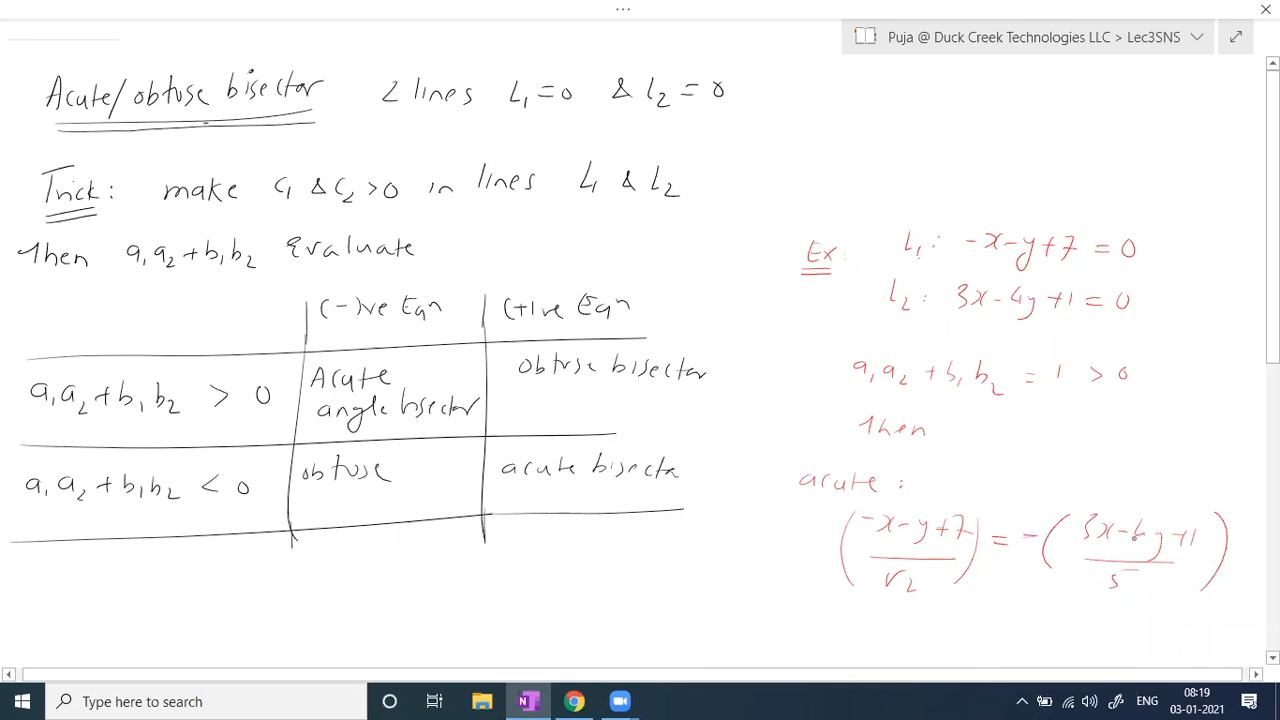 Puja @ Duck Creek Technologies LLC > Lec3SNS
Acute/obtuse bisector 2 lines L₁=0 & L₂=0
Trick: make C₁ & C₂>0 in lines L₁ & L₂
Then a₁a₂+b₁b₂ Evaluate
(-)ve Eqn (+)ve Eqn
a₁a₂+b₁b₂ > 0 Acute angle bisector obtuse bisector
a₁a₂+b₁b₂ < 0 obtuse acute bisecta
Ex: L₁: -x-y+7=0
L₂: 3x-4y+1=0
a₁a₂+b₁b₂ = 1 > 0
Then
acute:
(-x-y+7/√2) = -(3x-4y+1/5)
Type here to search
ENG
08:19
03-01-2021